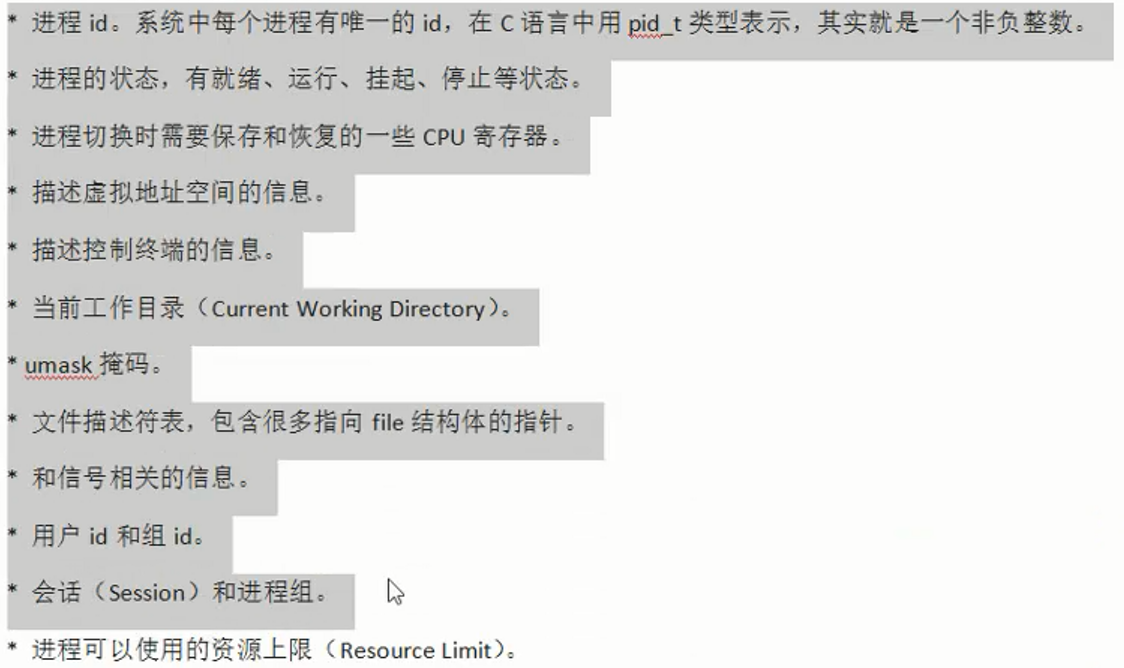 * 进程 id。系统中每个进程有唯一的 id，在 C 语言中用 pid_t 类型表示，其实就是一个非负整数。
* 进程的状态，有就绪、运行、挂起、停止等状态。
* 进程切换时需要保存和恢复的一些 CPU 寄存器。
* 描述虚拟地址空间的信息。
* 描述控制终端的信息。
* 当前工作目录（Current Working Directory）。
* umask 掩码。
* 文件描述符表，包含很多指向 file 结构体的指针。
* 和信号相关的信息。
* 用户 id 和组 id。
* 会话（Session）和进程组。
* 进程可以使用的资源上限（Resource Limit）。